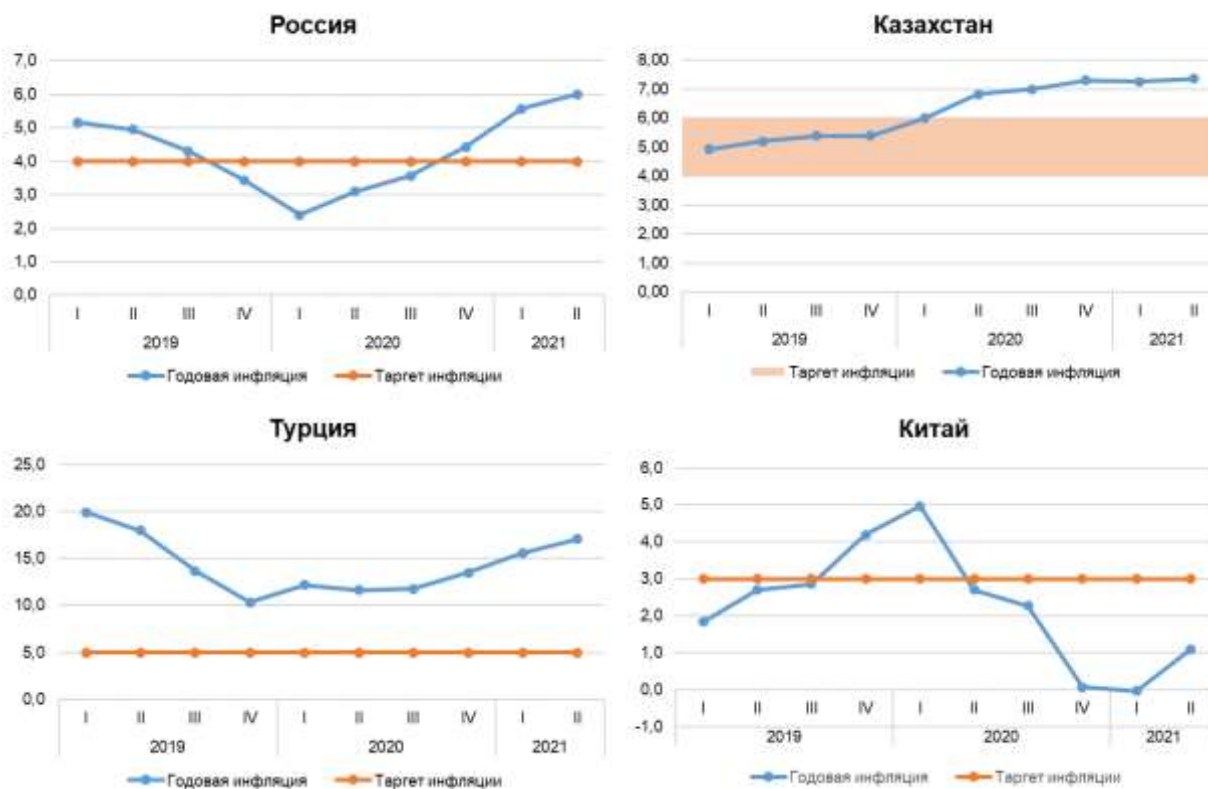 Россия
7,0
6,0
5,0
4,0
3,0
2,0
1,0
0,0
I II III IV I II III IV I II
2019 2020 2021
Годовая инфляция Таргет инфляции
Казахстан
8,00
7,00
6,00
5,00
4,00
3,00
2,00
1,00
0,00
I II III IV I II III IV I II
2019 2020 2021
Таргет инфляции Годовая инфляция
Турция
25,0
20,0
15,0
10,0
5,0
0,0
I II III IV I II III IV I II
2019 2020 2021
Годовая инфляция Таргет инфляции
Китай
6,0
5,0
4,0
3,0
2,0
1,0
0,0
-1,0
I II III IV I II III IV I II
2019 2020 2021
Годовая инфляция Таргет инфляции